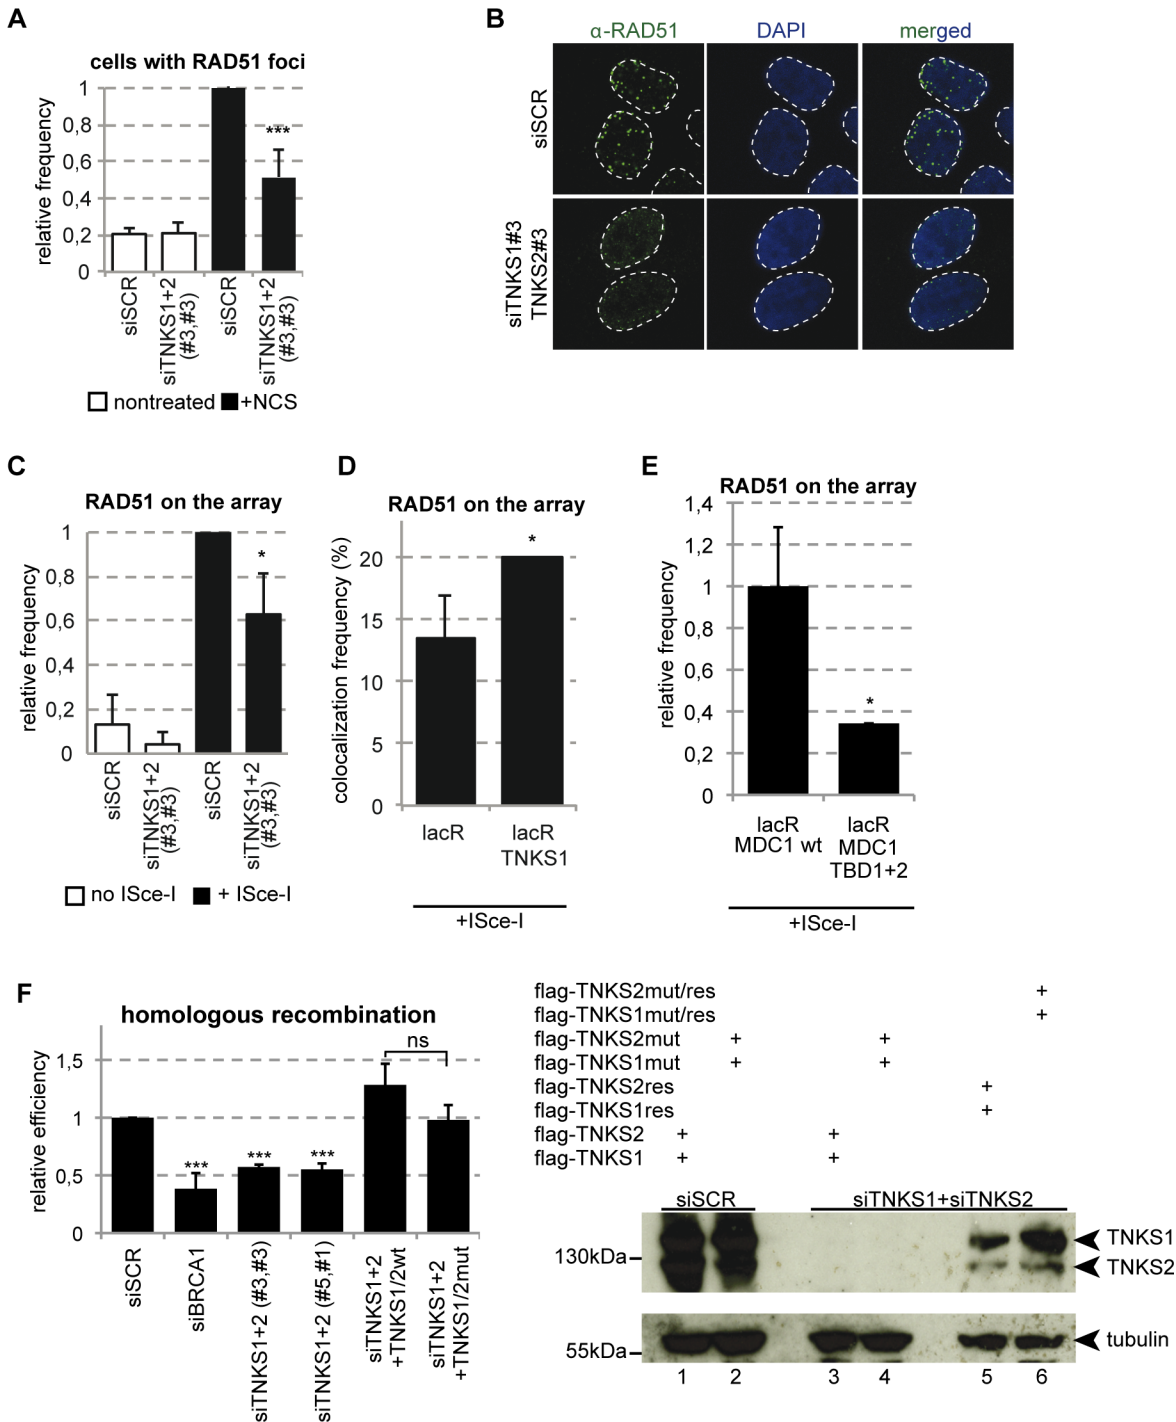 A
cells with RAD51 foci
relative frequency
1
0,8
0,6
0,4
0,2
0
***
siSCR
siTNKS1+2
(#3,#3)
siSCR
siTNKS1+2
(#3,#3)
nontreated
+NCS
B
α-RAD51
DAPI
merged
siSCR
siTNKS1#3
TNKS2#3
C
RAD51 on the array
relative frequency
1
0,8
0,6
0,4
0,2
0
*
siSCR
siTNKS1+2
(#3,#3)
siSCR
siTNKS1+2
(#3,#3)
no ISce-I
+ ISce-I
D
RAD51 on the array
colocalization frequency (%)
20
15
10
5
0
*
lacR
lacR
TNKS1
+ISce-I
E
RAD51 on the array
relative frequency
1,4
1,2
1
0,8
0,6
0,4
0,2
0
*
lacR
MDC1 wt
lacR
MDC1
TBD1+2
+ISce-I
F
homologous recombination
relative efficiency
1,5
1
0,5
0
***
***
***
ns
siSCR
siBRCA1
siTNKS1+2 (#3,#3)
siTNKS1+2 (#5,#1)
siTNKS1+2
+TNKS1/2wt
siTNKS1+2
+TNKS1/2mut
flag-TNKS2mut/res +
flag-TNKS1mut/res +
flag-TNKS2mut + +
flag-TNKS1mut + +
flag-TNKS2res +
flag-TNKS1res +
flag-TNKS2 + +
flag-TNKS1 + +
siSCR
siTNKS1+siTNKS2
130kDa
TNKS1
TNKS2
55kDa
tubulin
1 2 3 4 5 6